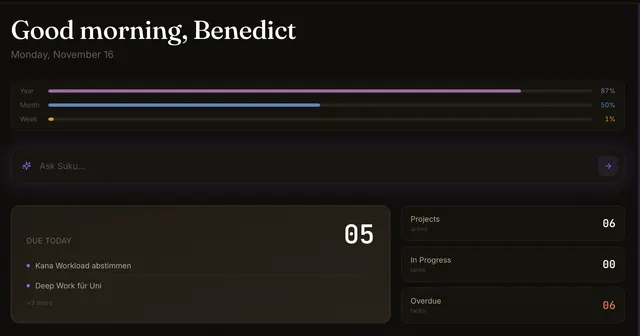 Good morning, Benedict
Monday, November 16
Year 87%
Month 50%
Week 1%
Ask Suku...
DUE TODAY 05
Kana Workload abstimmen
Deep Work für Uni
+3 more
Projects 06
active
In Progress 00
tasks
Overdue 06
tasks